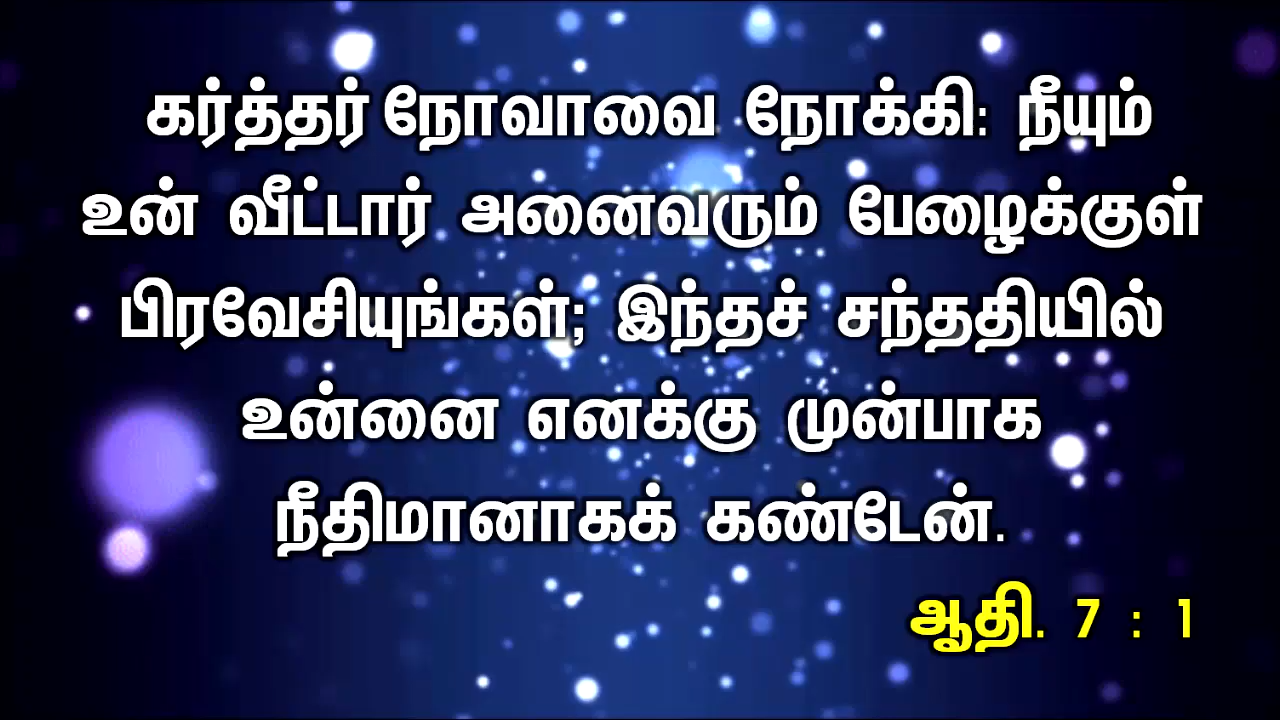 கர்த்தர் நோவாவை நோக்கி: நீயும்
உன் வீட்டார் அனைவரும் பேழைக்குள்
பிரவேசியுங்கள்; இந்தச் சந்ததியில்
உன்னை எனக்கு முன்பாக
நீதிமானாகக் கண்டேன்.
ஆதி. 7 : 1